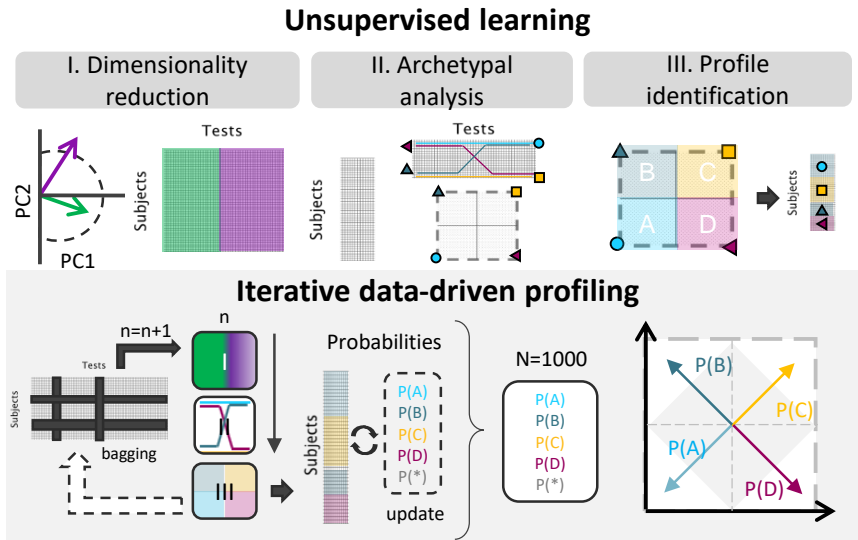 Unsupervised learning
I. Dimensionality
reduction
II. Archetypal
analysis
III. Profile
identification
PC2
PC1
Tests
Subjects
Tests
Subjects
B
C
A
D
Subjects
Iterative data-driven profiling
n=n+1
n
Tests
Subjects
bagging
I
II
III
Probabilities
Subjects
P(A)
P(B)
P(C)
P(D)
P(*)
update
N=1000
P(A)
P(B)
P(C)
P(D)
P(*)
P(B)
P(C)
P(A)
P(D)